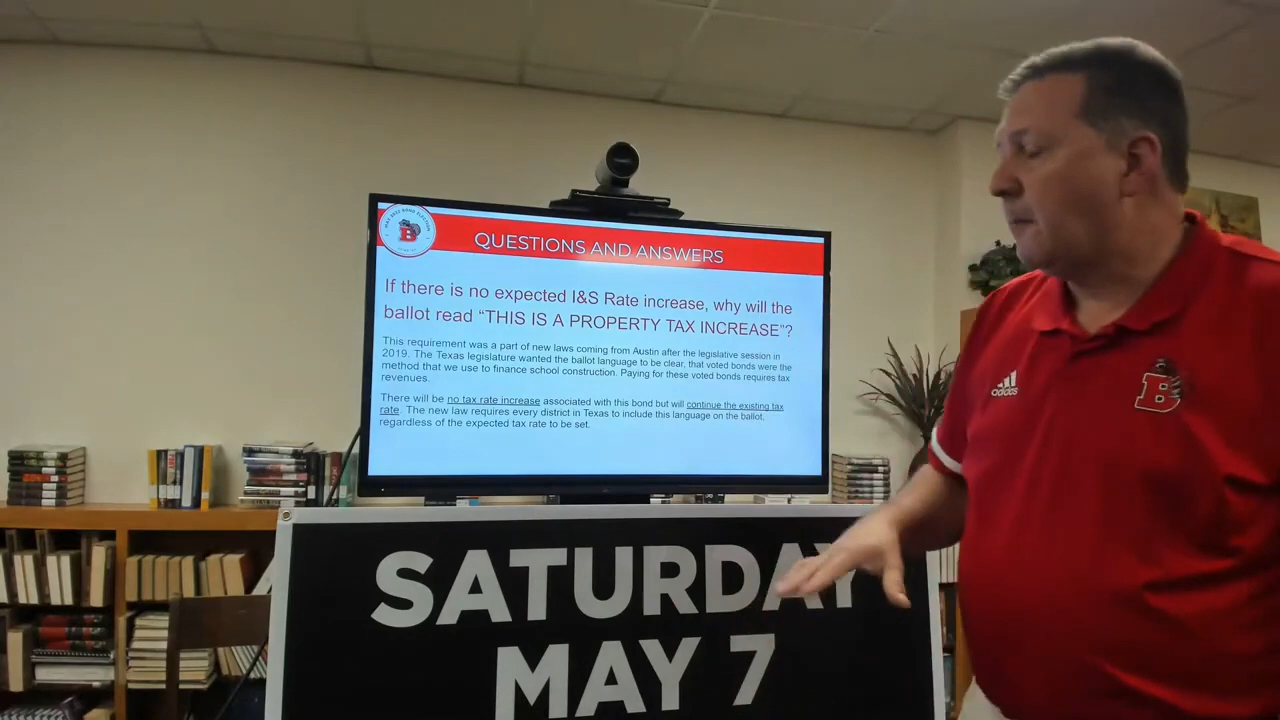 MAY 2022 BOND ELECTION
B
QUESTIONS AND ANSWERS
If there is no expected I&S Rate increase, why will the
ballot read “THIS IS A PROPERTY TAX INCREASE”?
This requirement was a part of new laws coming from Austin after the legislative session in
2019. The Texas legislature wanted the ballot language to be clear, that voted bonds were the
method that we use to finance school construction. Paying for these voted bonds requires tax
revenues.
There will be no tax rate increase associated with this bond but will continue the existing tax
rate. The new law requires every district in Texas to include this language on the ballot,
regardless of the expected tax rate to be set.
adidas
B
SATURDAY
MAY 7